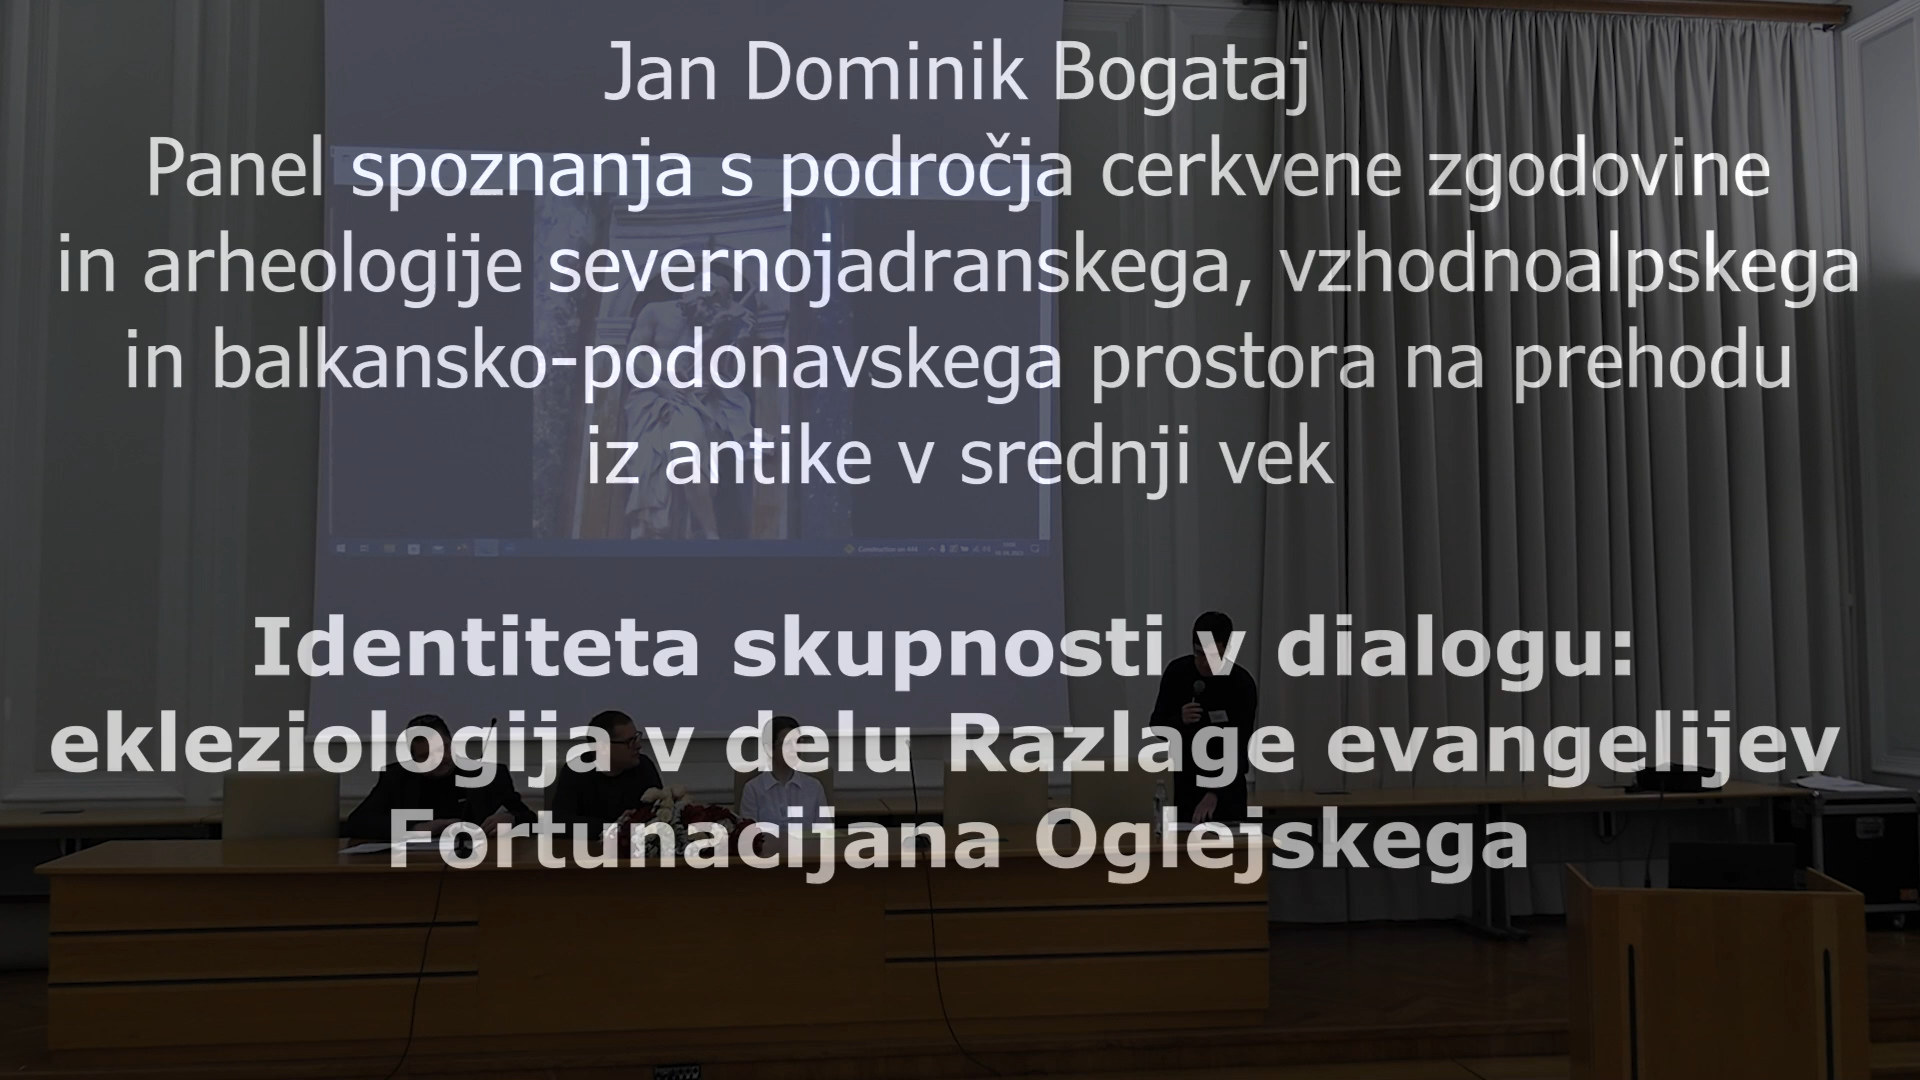 Jan Dominik Bogataj
Panel spoznanja s področja cerkvene zgodovine
in arheologije severnojadranskega, vzhodnoalpskega
in balkansko-podonavskega prostora na prehodu
iz antike v srednji vek
Identiteta skupnosti v dialogu:
ekleziologija v delu Razlage evangelijev
Fortunacijana Oglejskega